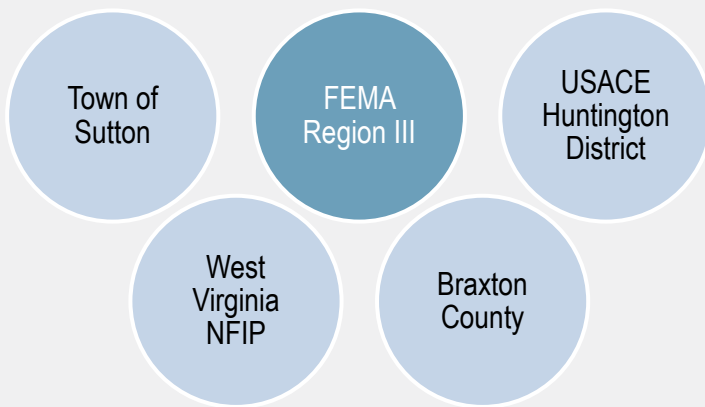 Town of
Sutton
FEMA
Region III
USACE
Huntington
District
West
Virginia
NFIP
Braxton
County